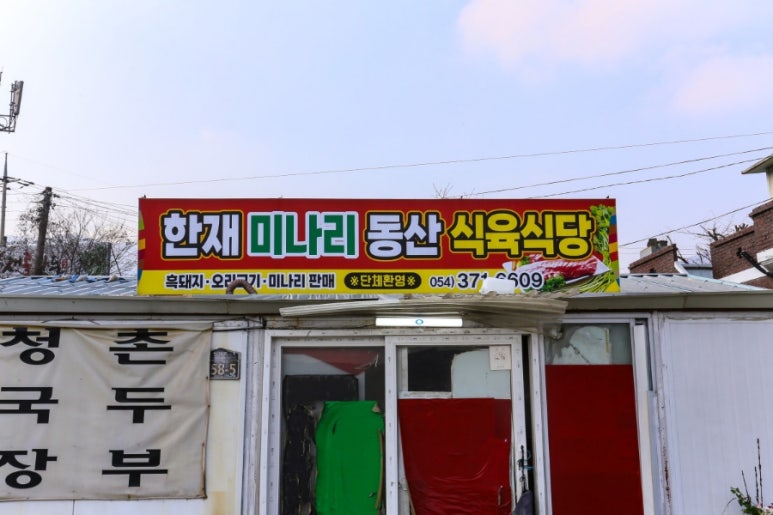 한재 미나리 동산 식육식당
흑돼지·오리고기·미나리 판매 ※단체환영※ 054) 371-6609
청국장
촌두부
58-5